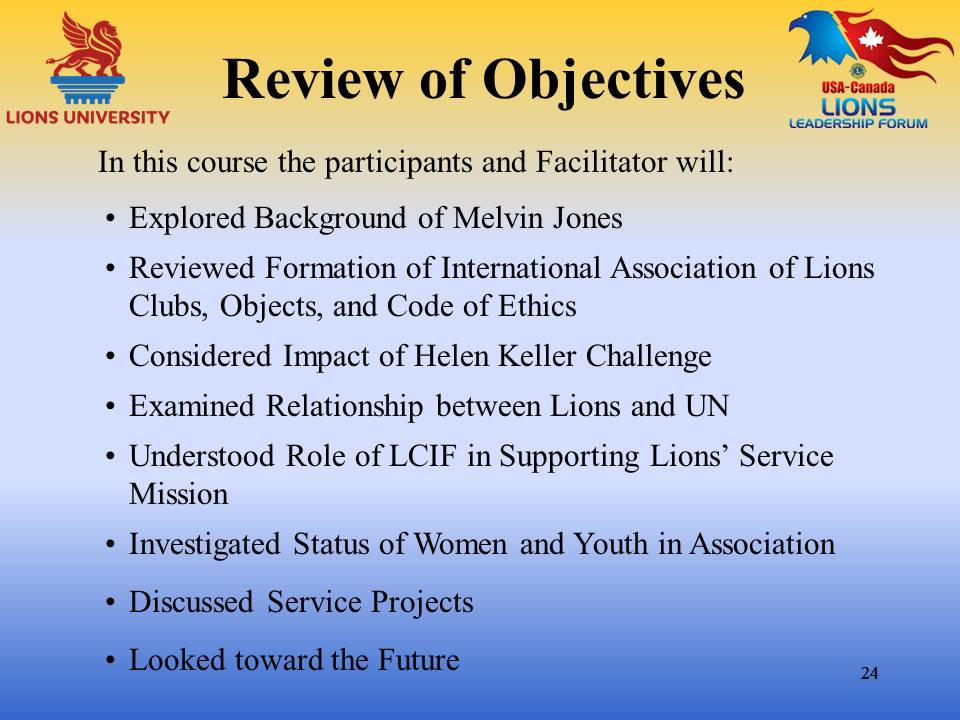 Review of Objectives
LIONS UNIVERSITY
USA-Canada
LIONS
LEADERSHIP FORUM
In this course the participants and Facilitator will:
• Explored Background of Melvin Jones
• Reviewed Formation of International Association of Lions
Clubs, Objects, and Code of Ethics
• Considered Impact of Helen Keller Challenge
• Examined Relationship between Lions and UN
• Understood Role of LCIF in Supporting Lions’ Service
Mission
• Investigated Status of Women and Youth in Association
• Discussed Service Projects
• Looked toward the Future
24